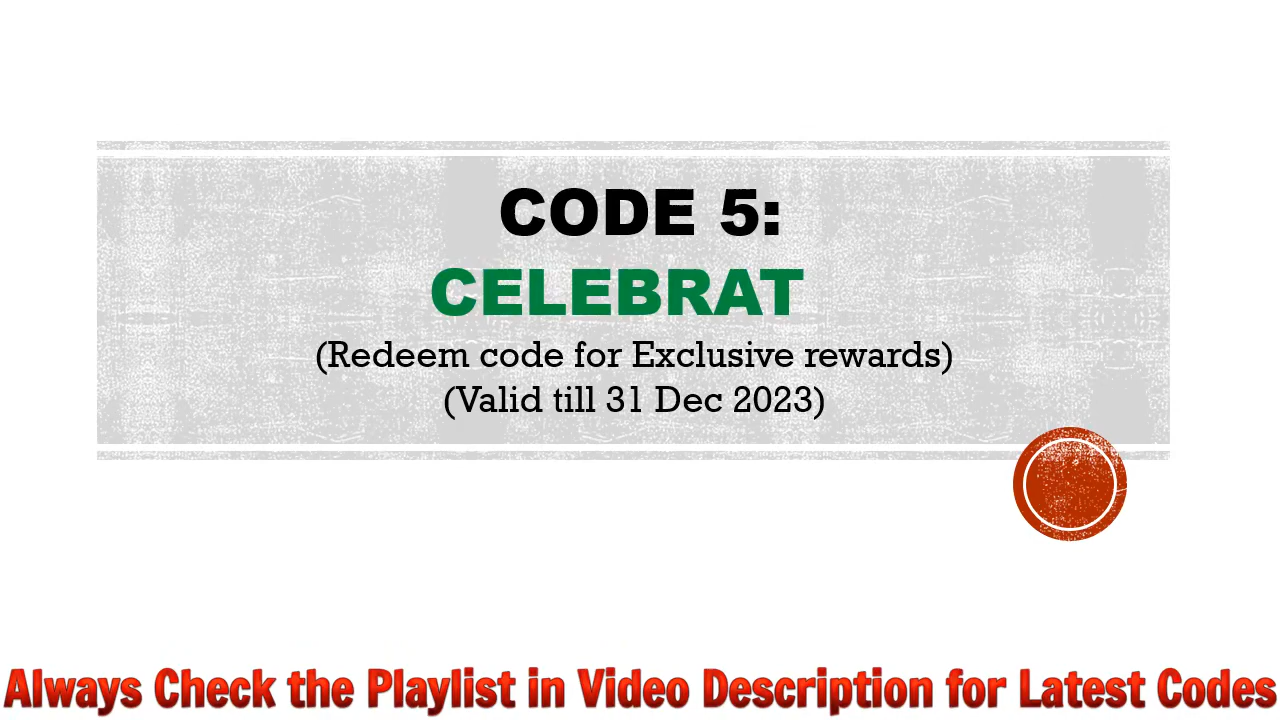 CODE 5:
CELEBRAT
(Redeem code for Exclusive rewards)
(Valid till 31 Dec 2023)
Always Check the Playlist in Video Description for Latest Codes